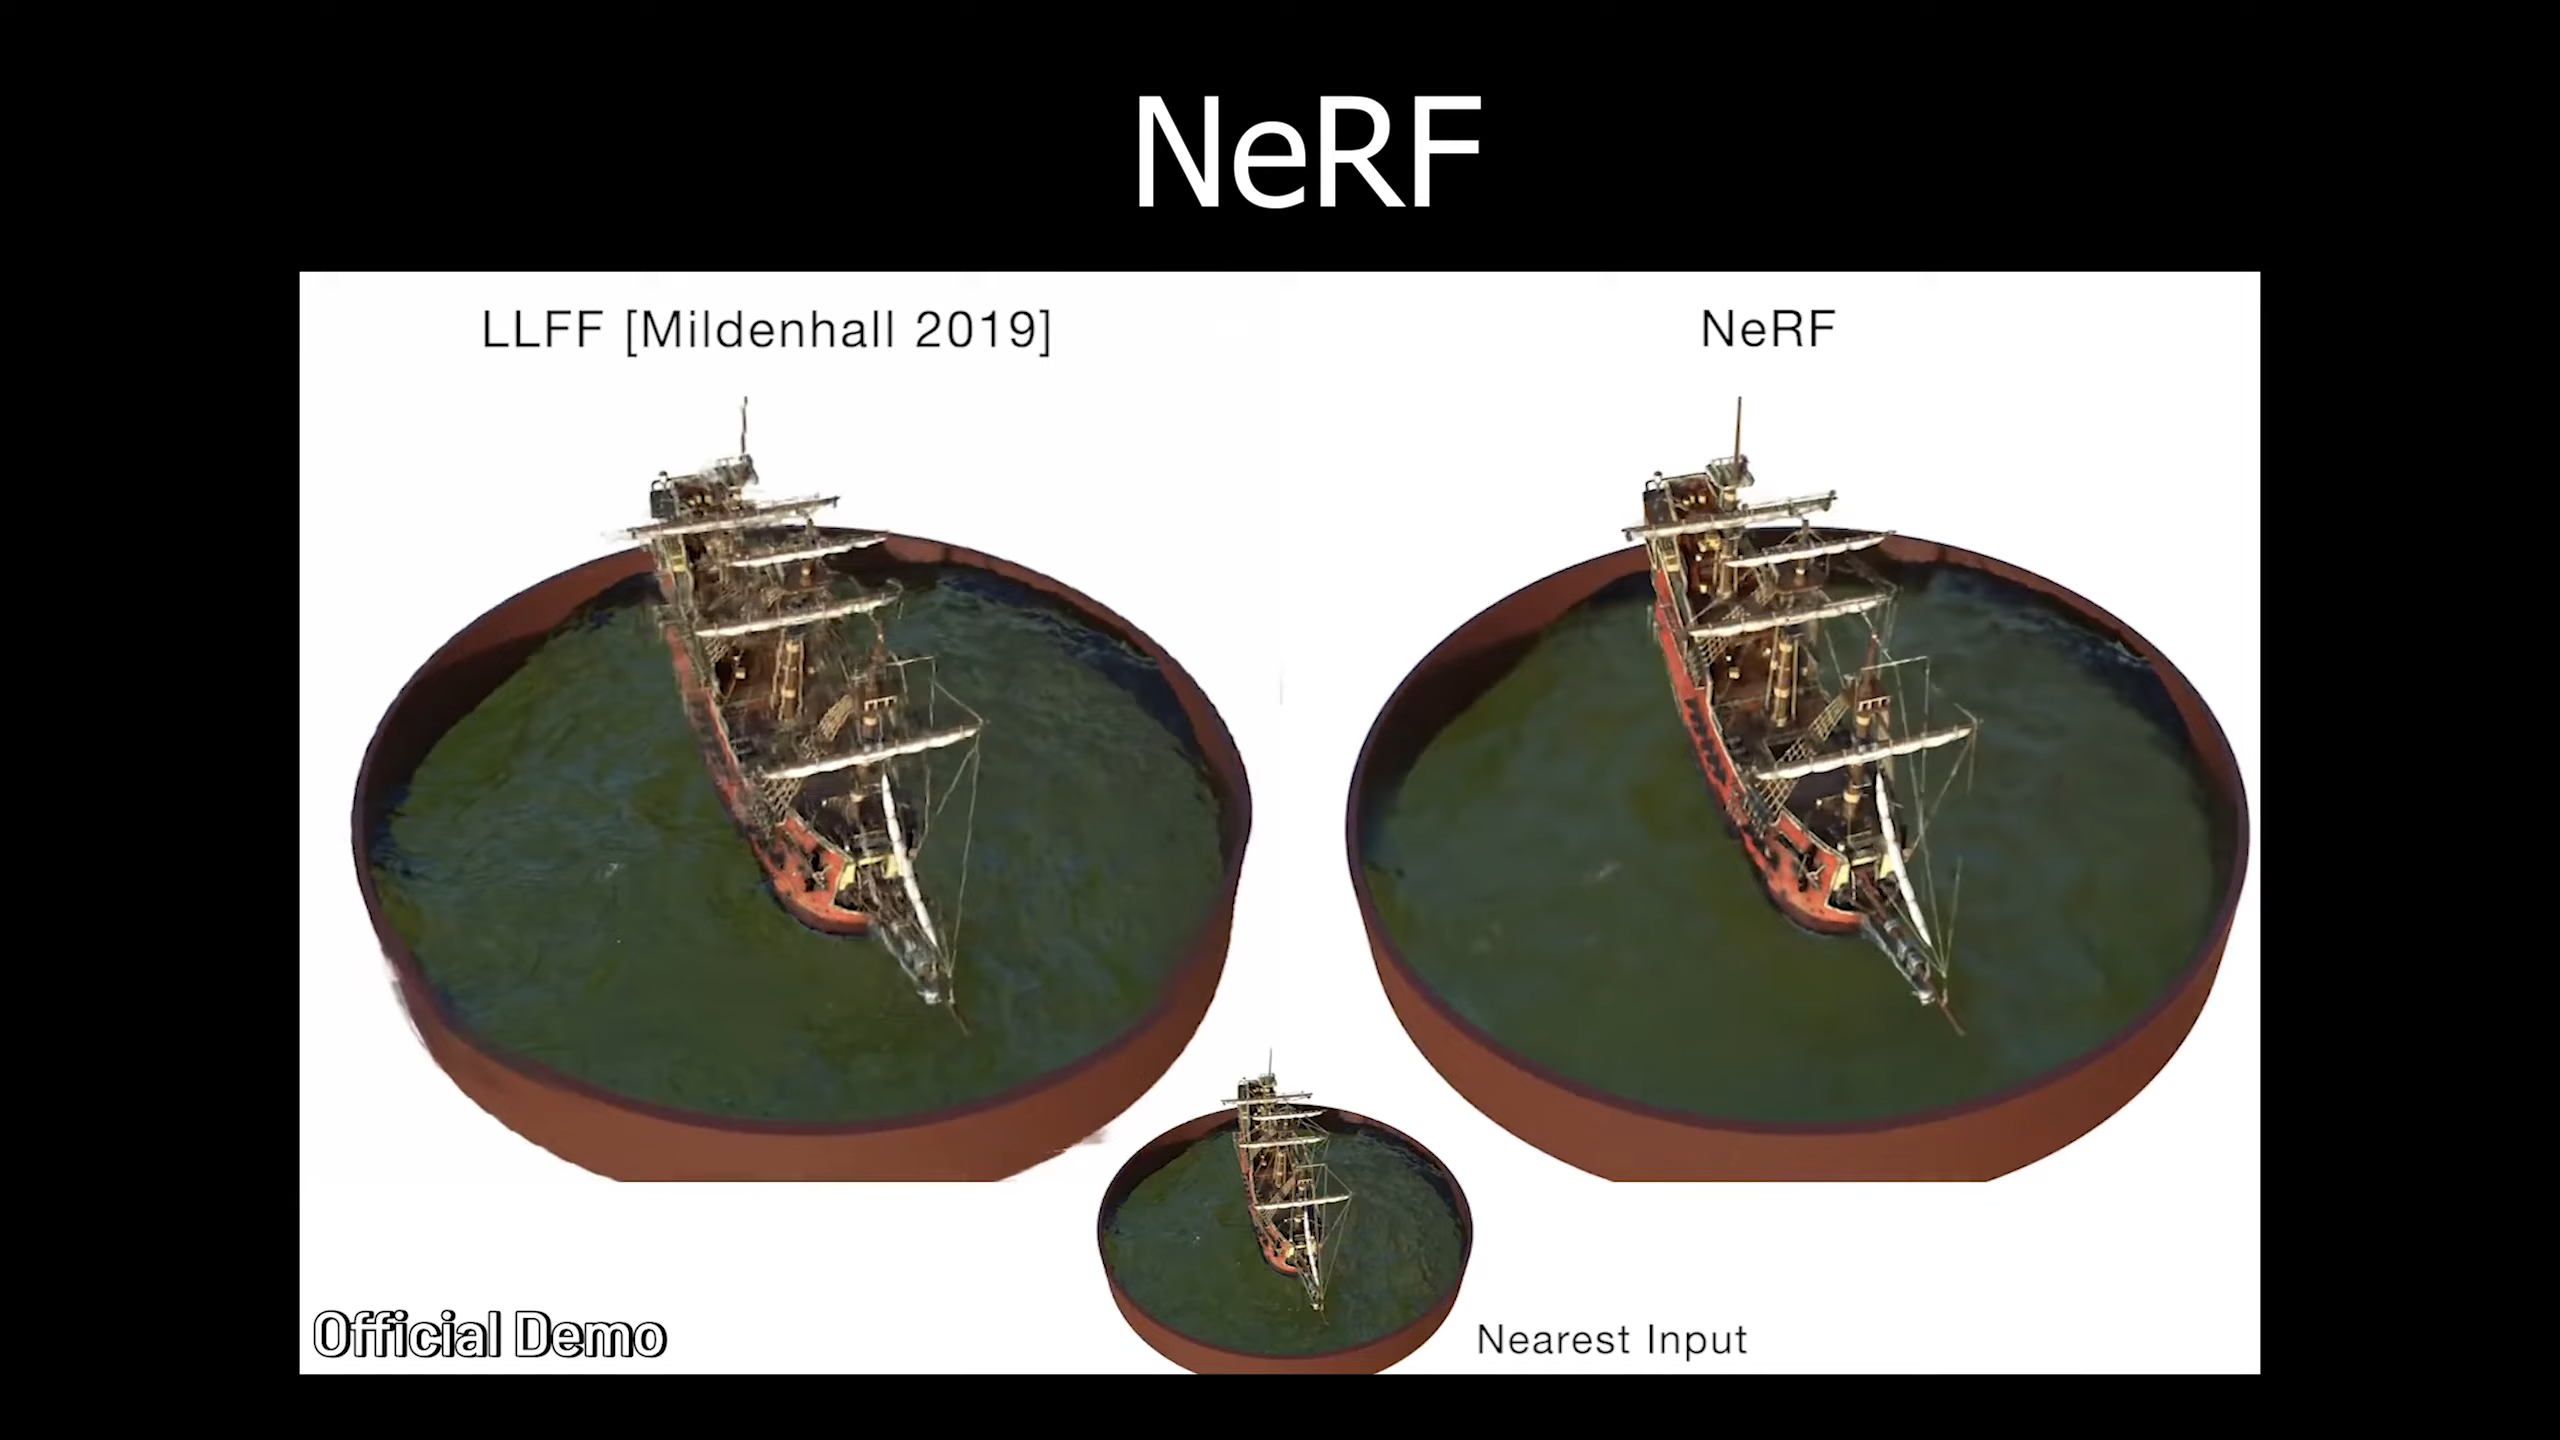 NeRF
LLFF [Mildenhall 2019]
NeRF
Nearest Input
Official Demo